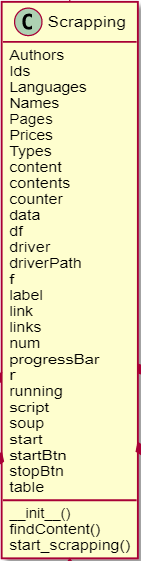 C Scrapping
Authors
Ids
Languages
Names
Pages
Prices
Types
content
contents
counter
data
df
driver
driverPath
f
label
link
links
num
progressBar
r
running
script
soup
start
startBtn
stopBtn
table
__init__()
findContent()
start_scrapping()